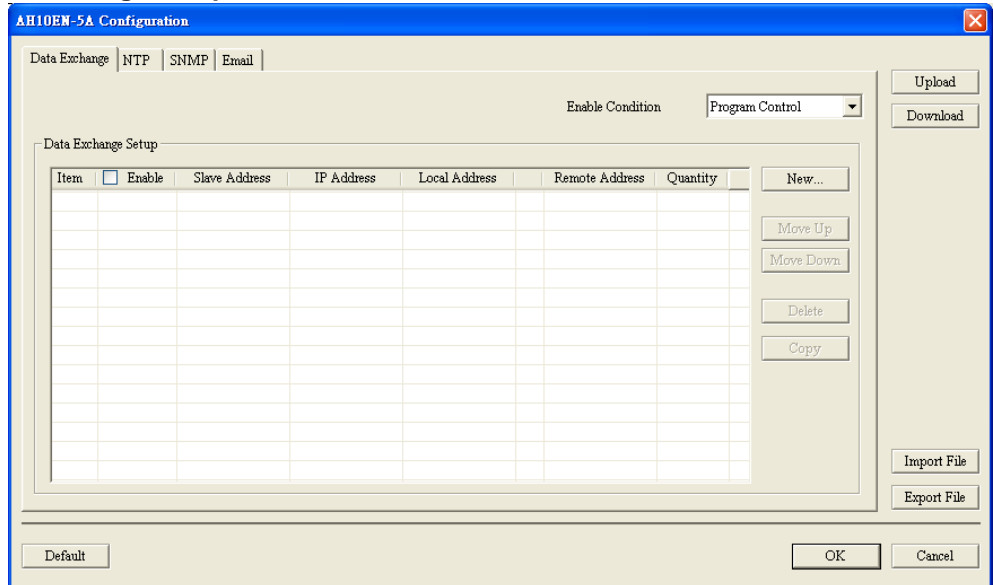 AH10EN-5A Configuration
Data Exchange NTP SNMP Email
Upload
Enable Condition Program Control
Download
Data Exchange Setup
Item Enable Slave Address IP Address Local Address Remote Address Quantity
New...
Move Up
Move Down
Delete
Copy
Import File
Export File
Default OK Cancel